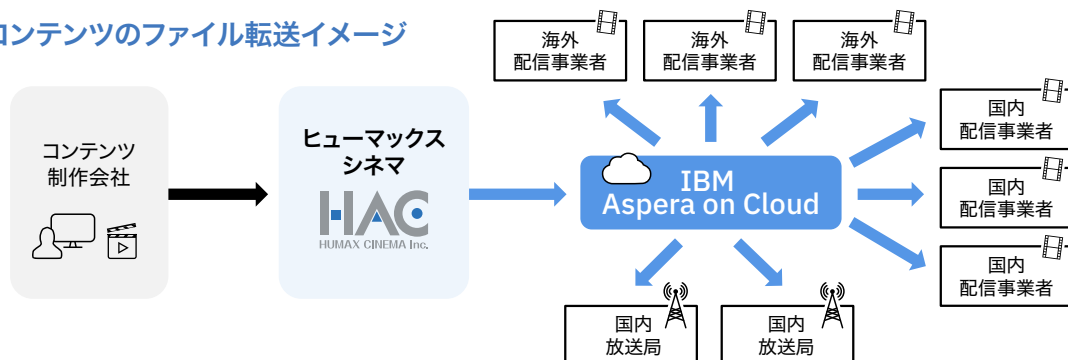 コンテンツのファイル転送イメージ
コンテンツ
制作会社
ヒューマックス
シネマ
HAC
HUMAX CINEMA Inc.
IBM
Aspera on Cloud
海外
配信事業者
海外
配信事業者
海外
配信事業者
国内
配信事業者
国内
配信事業者
国内
配信事業者
国内
放送局
国内
放送局